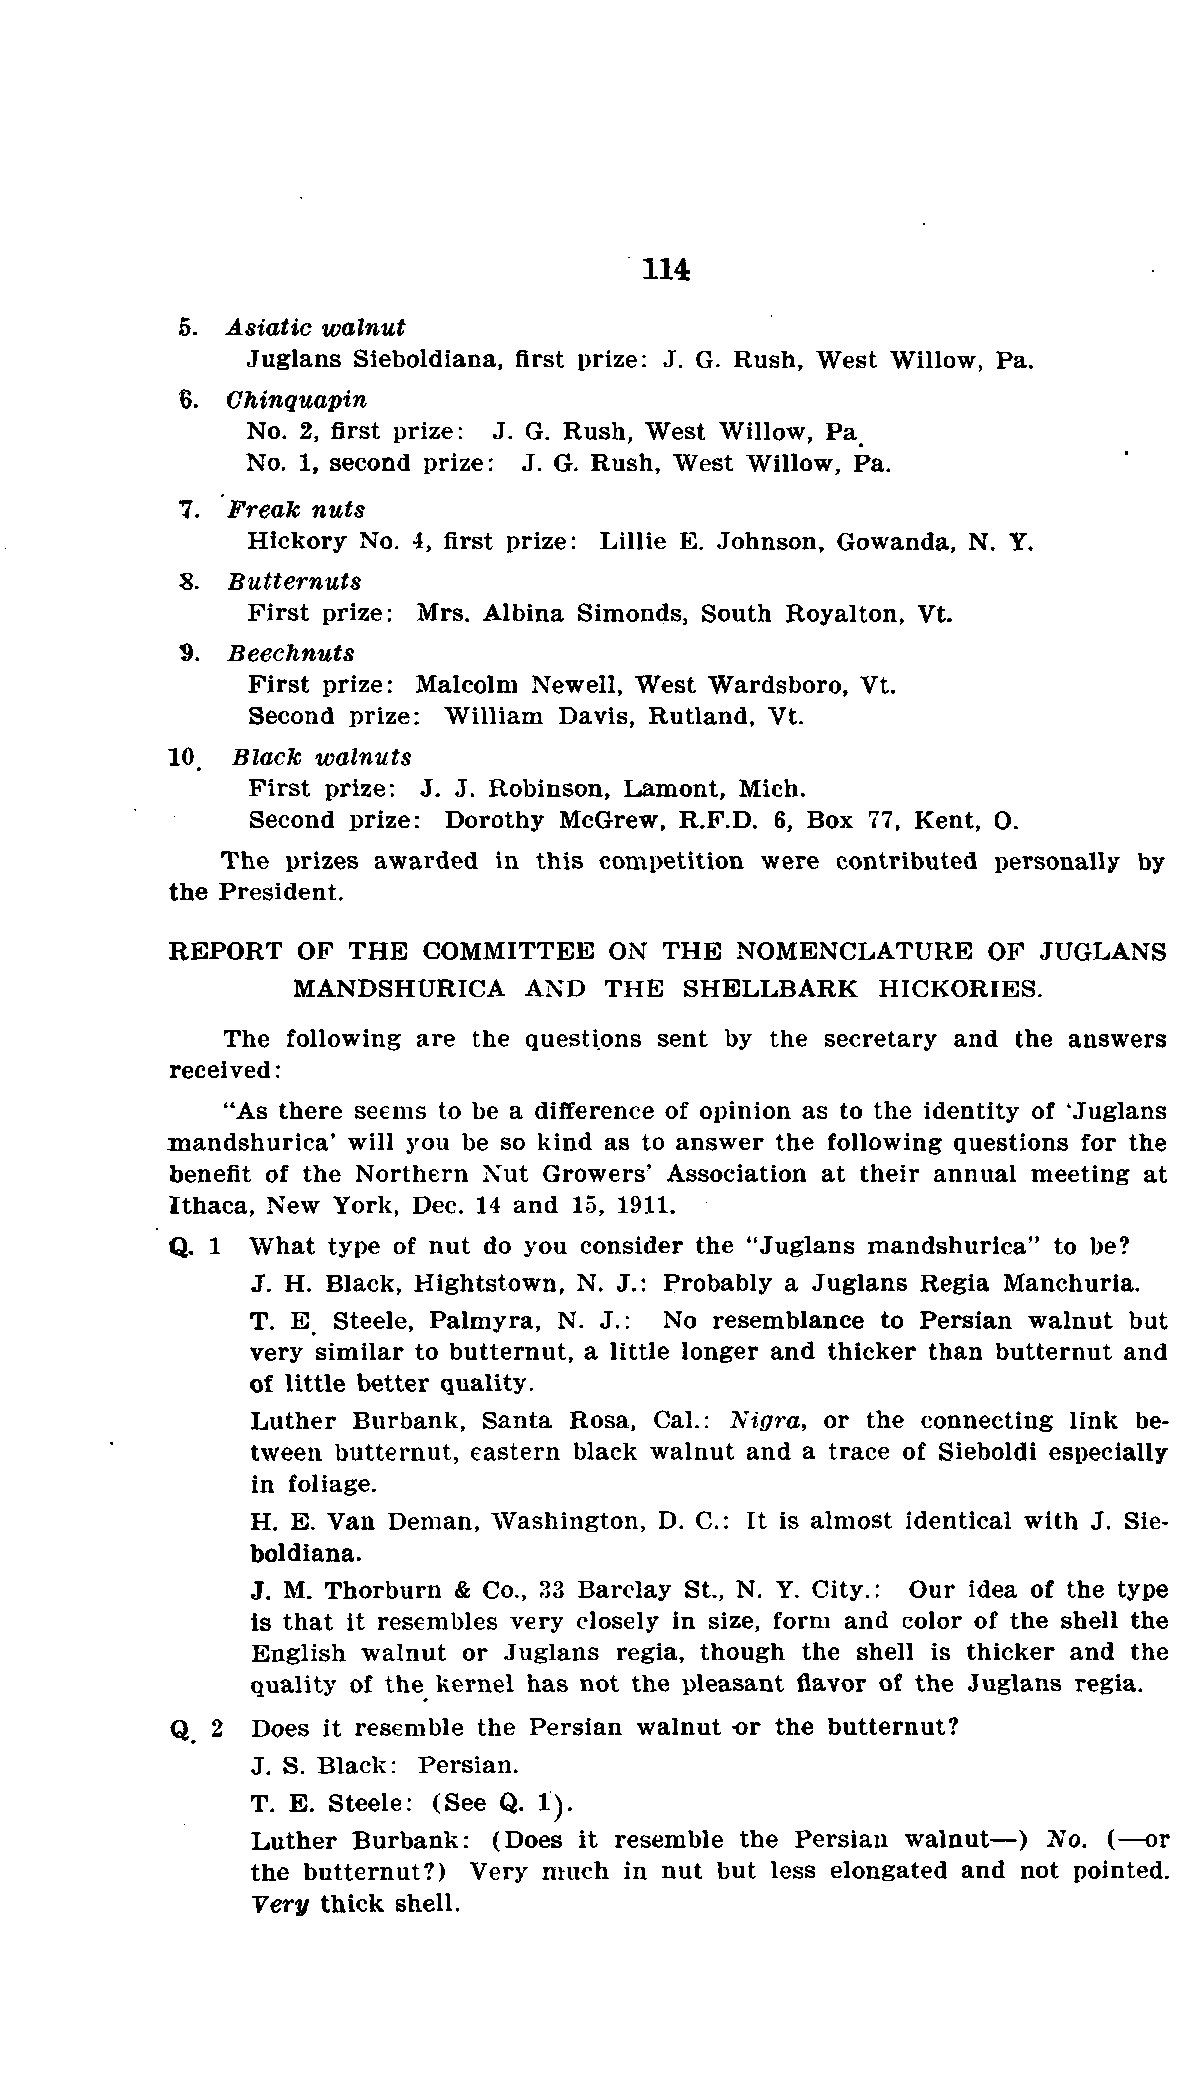 114
5. Asiatic walnut
Juglans Sieboldiana, first prize: J. G. Rush, West Willow, Pa.
6. Chinquapin
No. 2, first prize: J. G. Rush, West Willow, Pa.
No. 1, second prize: J. G. Rush, West Willow, Pa.
7. Freak nuts
Hickory No. 4, first prize: Lillie E. Johnson, Gowanda, N. Y.
8. Butternuts
First prize: Mrs. Albina Simonds, South Royalton, Vt.
9. Beechnuts
First prize: Malcolm Newell, West Wardsboro, Vt.
Second prize: William Davis, Rutland, Vt.
10. Black walnuts
First prize: J. J. Robinson, Lamont, Mich.
Second prize: Dorothy McGrew, R.F.D. 6, Box 77, Kent, O.
The prizes awarded in this competition were contributed personally by
the President.
REPORT OF THE COMMITTEE ON THE NOMENCLATURE OF JUGLANS
MANDSHURICA AND THE SHELLBARK HICKORIES.
The following are the questions sent by the secretary and the answers
received:
“As there seems to be a difference of opinion as to the identity of ‘Juglans
mandshurica’ will you be so kind as to answer the following questions for the
benefit of the Northern Nut Growers’ Association at their annual meeting at
Ithaca, New York, Dec. 14 and 15, 1911.
Q. 1 What type of nut do you consider the “Juglans mandshurica” to be?
J. H. Black, Hightstown, N. J.: Probably a Juglans Regia Manchuria.
T. E. Steele, Palmyra, N. J.: No resemblance to Persian walnut but
very similar to butternut, a little longer and thicker than butternut and
of little better quality.
Luther Burbank, Santa Rosa, Cal.: Nigra, or the connecting link be-
tween butternut, eastern black walnut and a trace of Sieboldi especially
in foliage.
H. E. Van Deman, Washington, D. C.: It is almost identical with J. Sie-
boldiana.
J. M. Thorburn & Co., 33 Barclay St., N. Y. City.: Our idea of the type
is that it resembles very closely in size, form and color of the shell the
English walnut or Juglans regia, though the shell is thicker and the
quality of the kernel has not the pleasant flavor of the Juglans regia.
Q. 2 Does it resemble the Persian walnut or the butternut?
J. S. Black: Persian.
T. E. Steele: (See Q. 1).
Luther Burbank: (Does it resemble the Persian walnut—) No. (—or
the butternut?) Very much in nut but less elongated and not pointed.
Very thick shell.